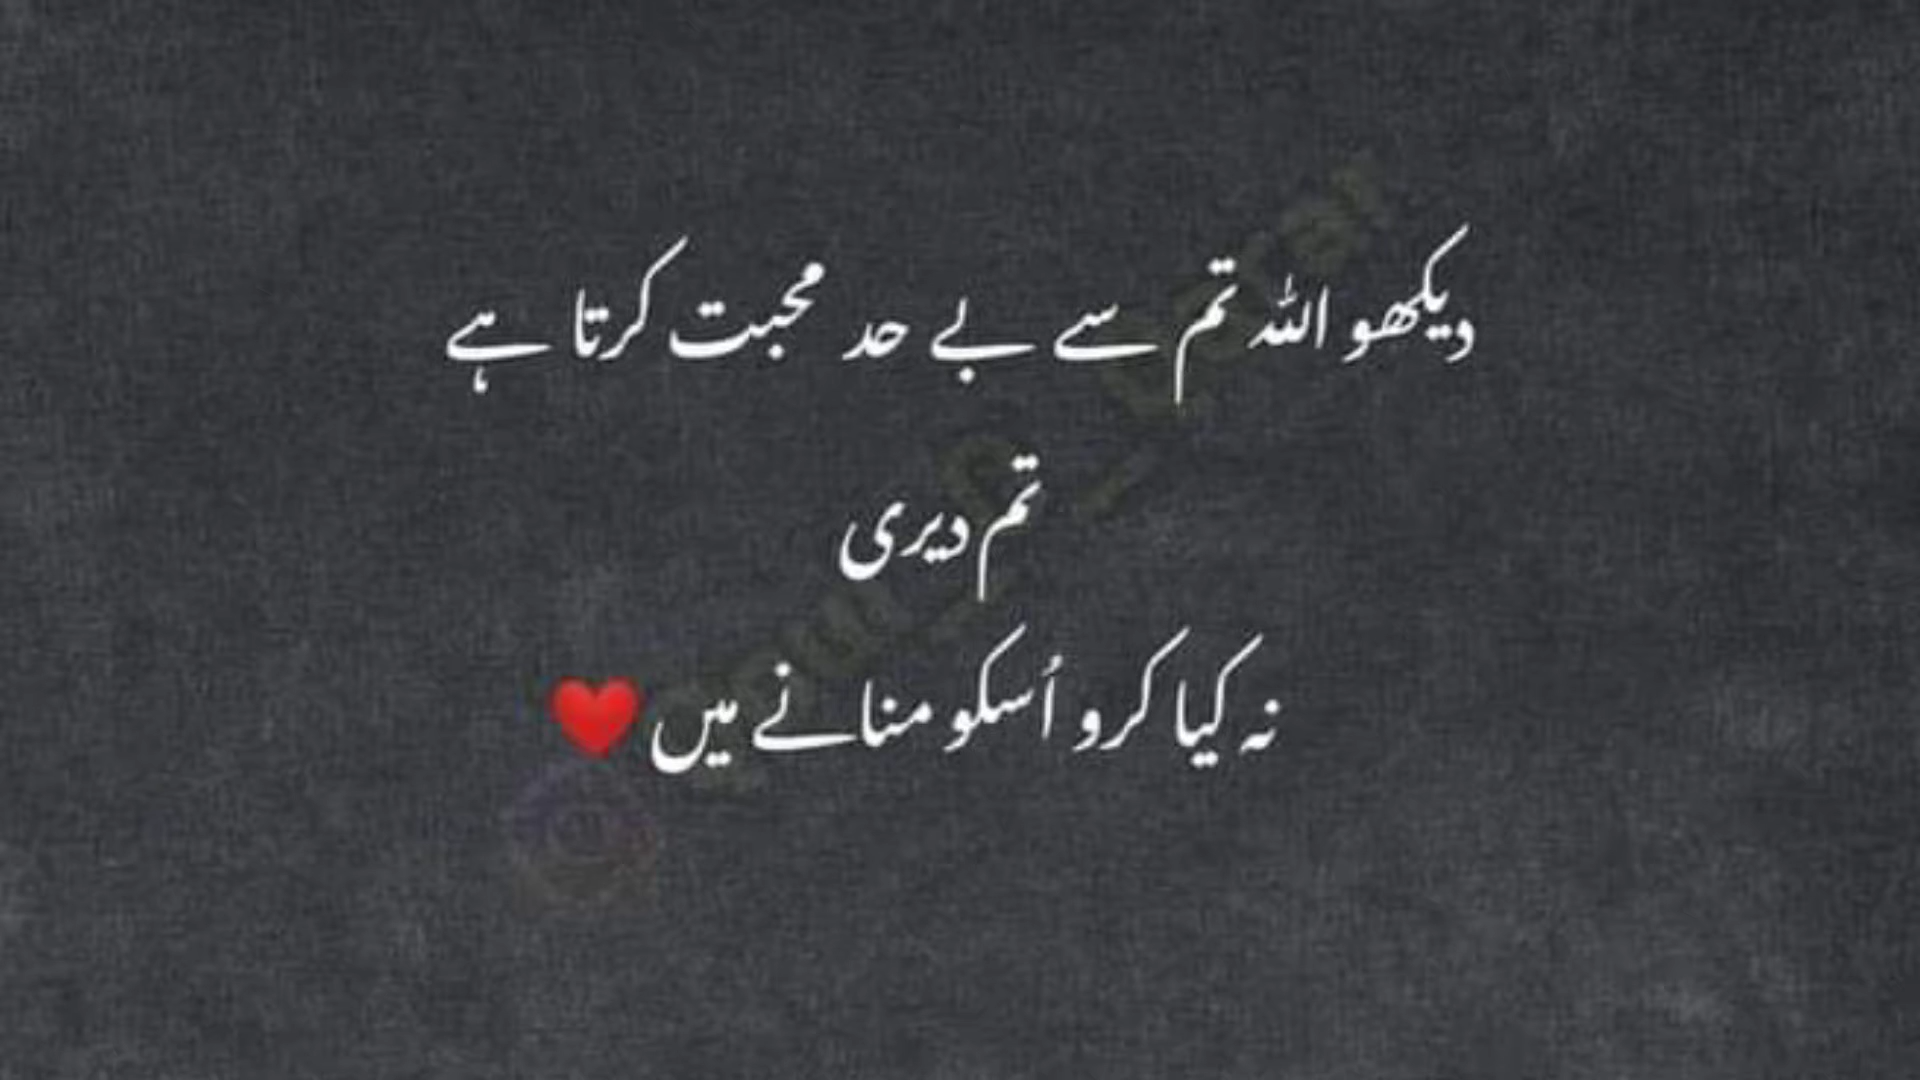 دیکھو اللہ تم سے بے حد محبت کرتا ہے
تم دیری
نہ کیا کرو اُسکو منانے میں❤️